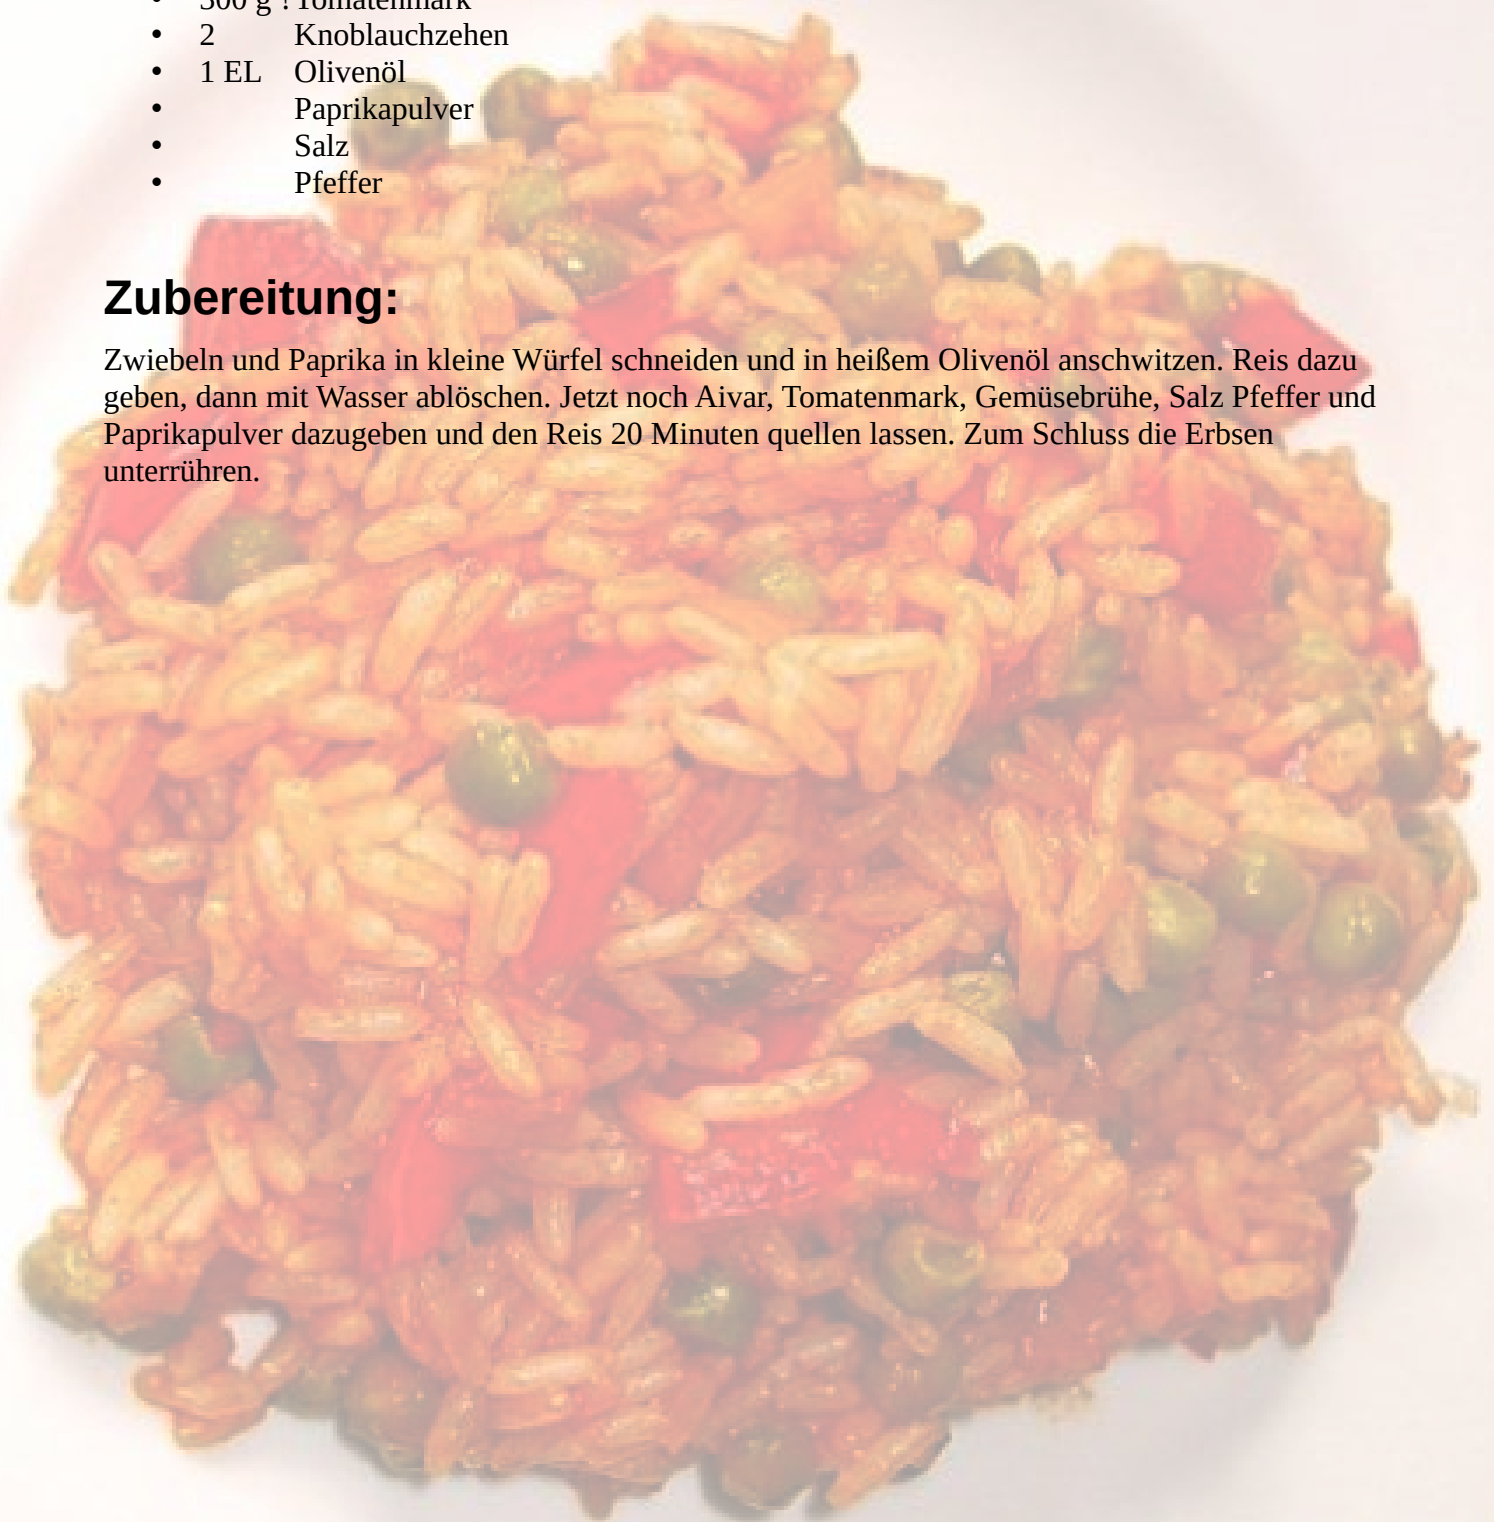 • 500 g ! Tomatenmark
• 2 Knoblauchzehen
• 1 EL Olivenöl
• Paprikapulver
• Salz
• Pfeffer
Zubereitung:
Zwiebeln und Paprika in kleine Würfel schneiden und in heißem Olivenöl anschwitzen. Reis dazu
geben, dann mit Wasser ablöschen. Jetzt noch Aivar, Tomatenmark, Gemüsebrühe, Salz Pfeffer und
Paprikapulver dazugeben und den Reis 20 Minuten quellen lassen. Zum Schluss die Erbsen
unterrühren.